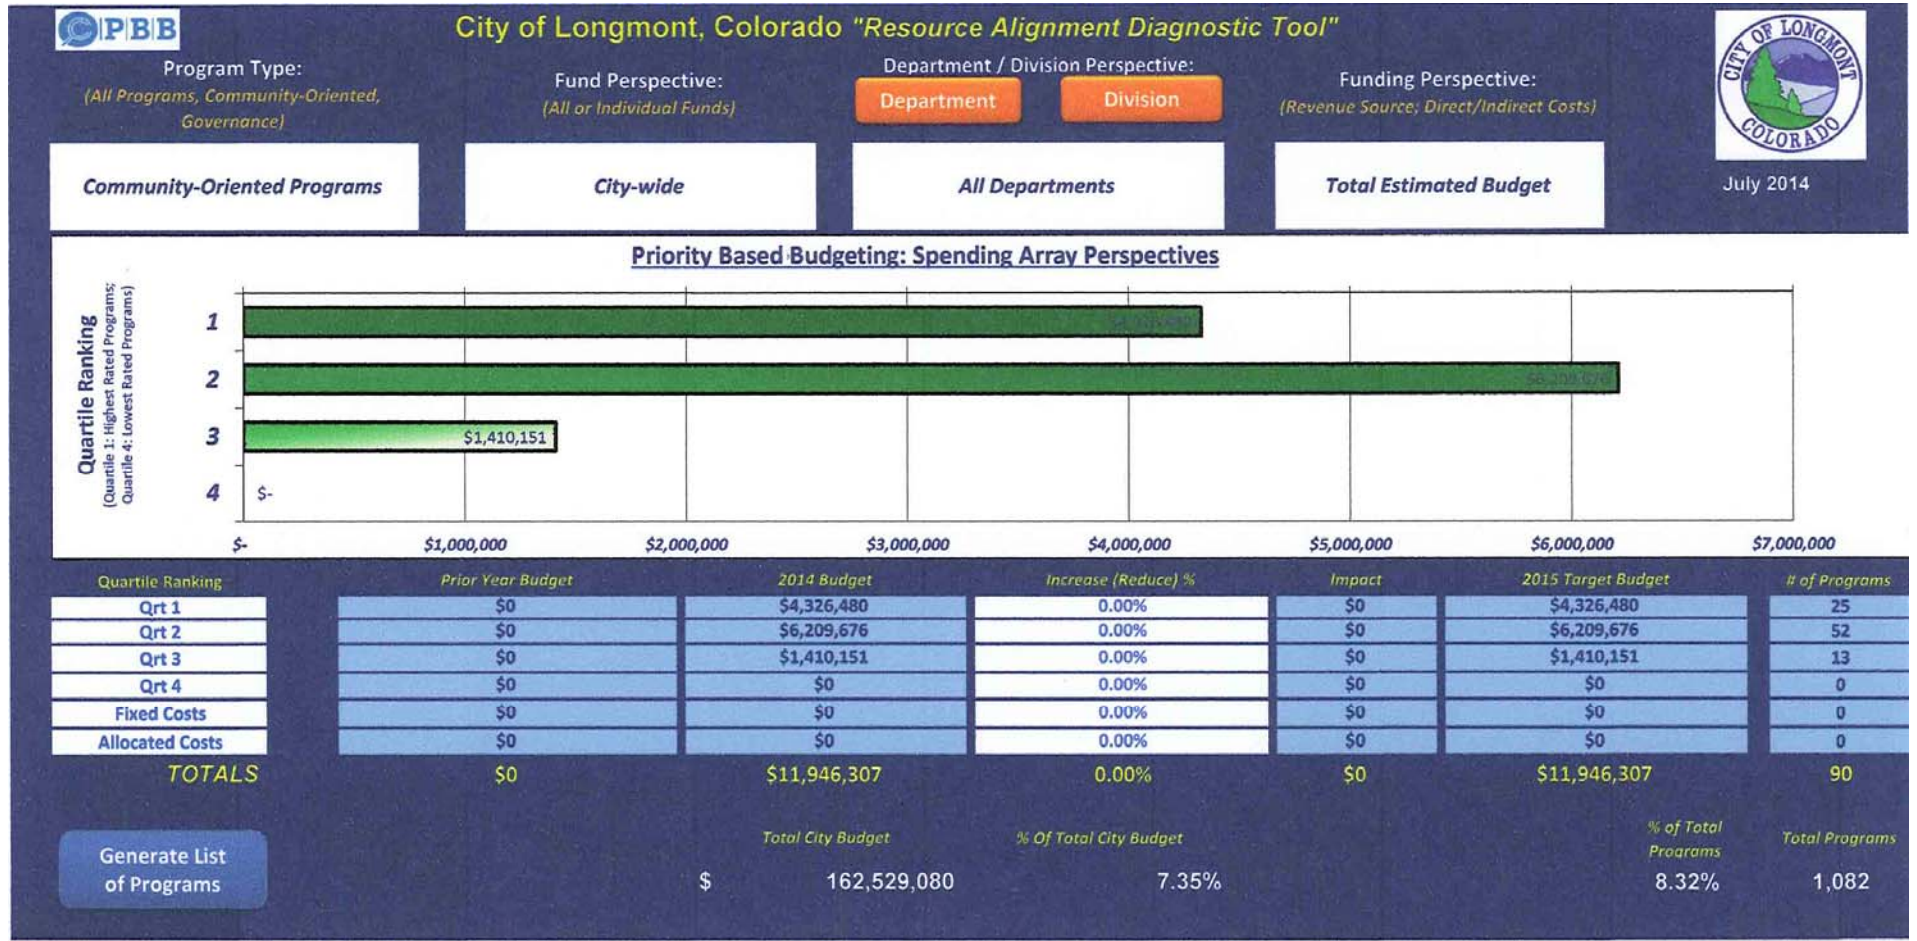 CPBB
City of Longmont, Colorado "Resource Alignment Diagnostic Tool"
CITY OF LONGMONT
COLORADO
Program Type:
(All Programs, Community-Oriented,
Governance)
Fund Perspective:
(All or Individual Funds)
Department / Division Perspective:
Department Division
Funding Perspective:
(Revenue Source; Direct/Indirect Costs)
Community-Oriented Programs City-wide All Departments Total Estimated Budget July 2014
Priority Based Budgeting: Spending Array Perspectives
Quartile Ranking
(Quartile 1: Highest Rated Programs;
Quartile 4: Lowest Rated Programs)
1
2 $6,209,676
3 $1,410,151
4 $-
$- $1,000,000 $2,000,000 $3,000,000 $4,000,000 $5,000,000 $6,000,000 $7,000,000
Quartile Ranking Prior Year Budget 2014 Budget Increase (Reduce) % Impact 2015 Target Budget # of Programs
Qrt 1 $0 $4,326,480 0.00% $0 $4,326,480 25
Qrt 2 $0 $6,209,676 0.00% $0 $6,209,676 52
Qrt 3 $0 $1,410,151 0.00% $0 $1,410,151 13
Qrt 4 $0 $0 0.00% $0 $0 0
Fixed Costs $0 $0 0.00% $0 $0 0
Allocated Costs $0 $0 0.00% $0 $0 0
TOTALS $0 $11,946,307 0.00% $0 $11,946,307 90
Generate List
of Programs
Total City Budget % Of Total City Budget
% of Total
Programs
Total Programs
$ 162,529,080 7.35% 8.32% 1,082